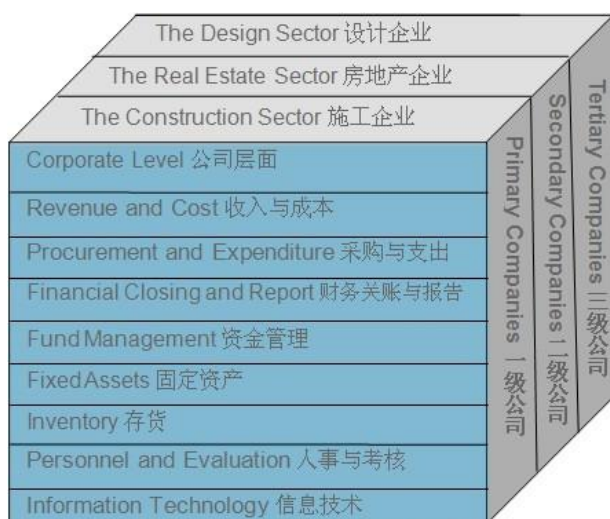 The Design Sector 设计企业
The Real Estate Sector 房地产企业
The Construction Sector 施工企业
Corporate Level 公司层面
Revenue and Cost 收入与成本
Procurement and Expenditure 采购与支出
Financial Closing and Report 财务关账与报告
Fund Management 资金管理
Fixed Assets 固定资产
Inventory 存货
Personnel and Evaluation 人事与考核
Information Technology 信息技术
Primary Companies 一级公司
Secondary Companies 二级公司
Tertiary Companies 三级公司